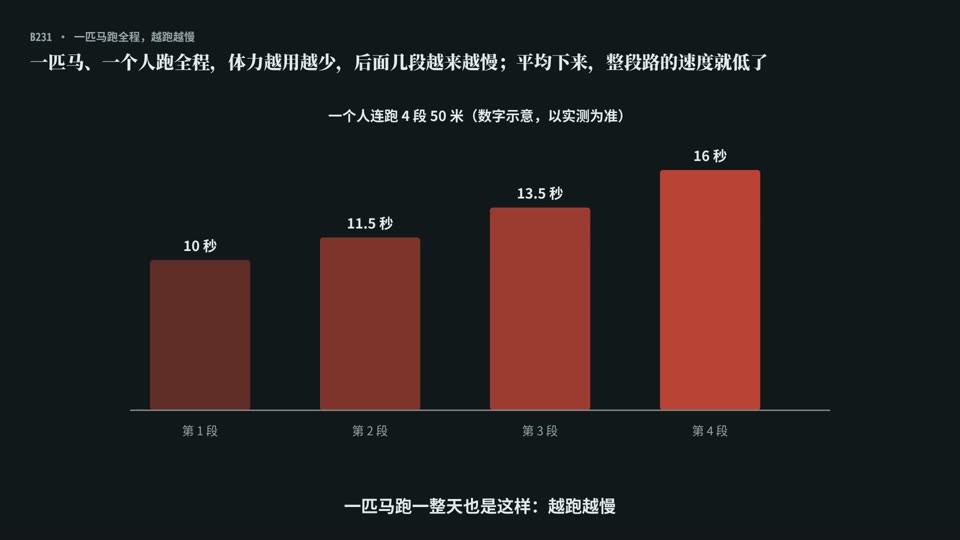 B231 · 一匹马跑全程，越跑越慢
一匹马、一个人跑全程，体力越用越少，后面几段越来越慢；平均下来，整段路的速度就低了
一个人连跑 4 段 50 米（数字示意，以实测为准）
10 秒
11.5 秒
13.5 秒
16 秒
第 1 段
第 2 段
第 3 段
第 4 段
一匹马跑一整天也是这样：越跑越慢